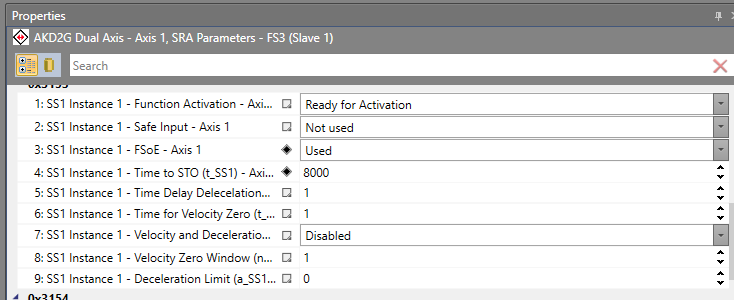 Properties
AKD2G Dual Axis - Axis 1, SRA Parameters - FS3 (Slave 1)
Search
0x3153
1: SS1 Instance 1 - Function Activation - Axi... Ready for Activation
2: SS1 Instance 1 - Safe Input - Axis 1 Not used
3: SS1 Instance 1 - FSoE - Axis 1 Used
4: SS1 Instance 1 - Time to STO (t_SS1) - Axi... 8000
5: SS1 Instance 1 - Time Delay Delecelation... 1
6: SS1 Instance 1 - Time for Velocity Zero (t_... 1
7: SS1 Instance 1 - Velocity and Deceleratio... Disabled
8: SS1 Instance 1 - Velocity Zero Window (n... 1
9: SS1 Instance 1 - Deceleration Limit (a_SS1... 0
0x3154